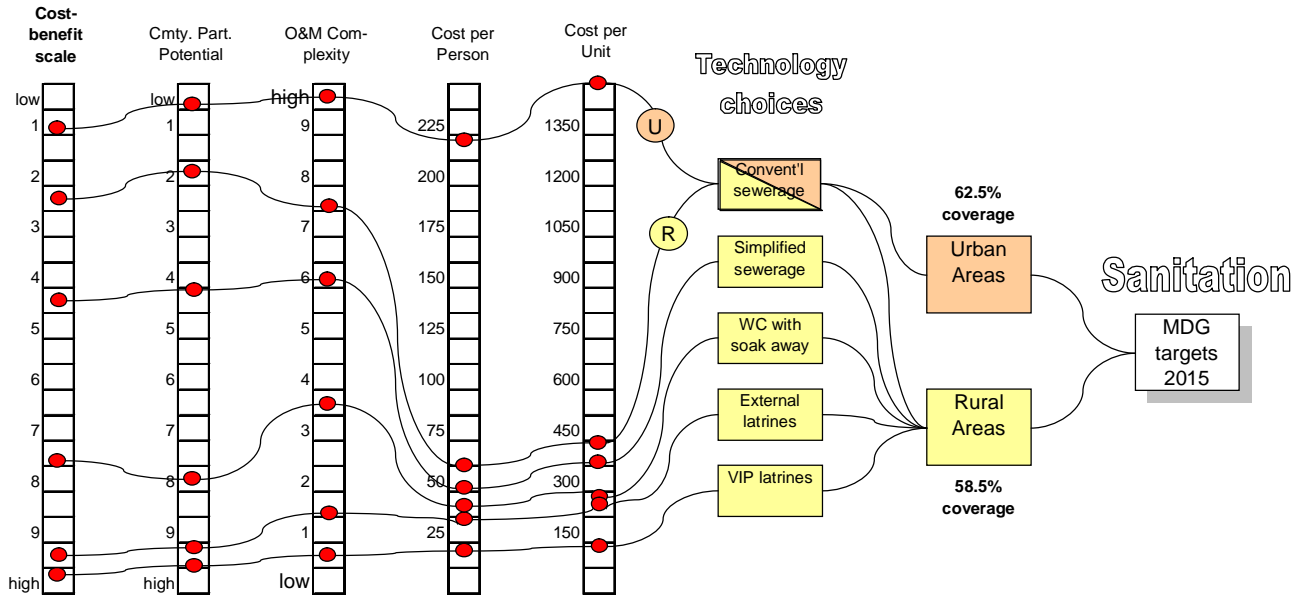 Cost-
benefit
scale
Cmty. Part.
Potential
O&M Com-
plexity
Cost per
Person
Cost per
Unit
low
1
2
3
4
5
6
7
8
9
high
low
1
2
3
4
5
6
7
8
9
high
high
9
8
7
6
5
4
3
2
1
low
225
200
175
150
125
100
75
50
25
1350
1200
1050
900
750
600
450
300
150
U
R
Technology
choices
Convent'l
sewerage
Simplified
sewerage
WC with
soak away
External
latrines
VIP latrines
62.5%
coverage
Urban
Areas
Rural
Areas
58.5%
coverage
Sanitation
MDG
targets
2015